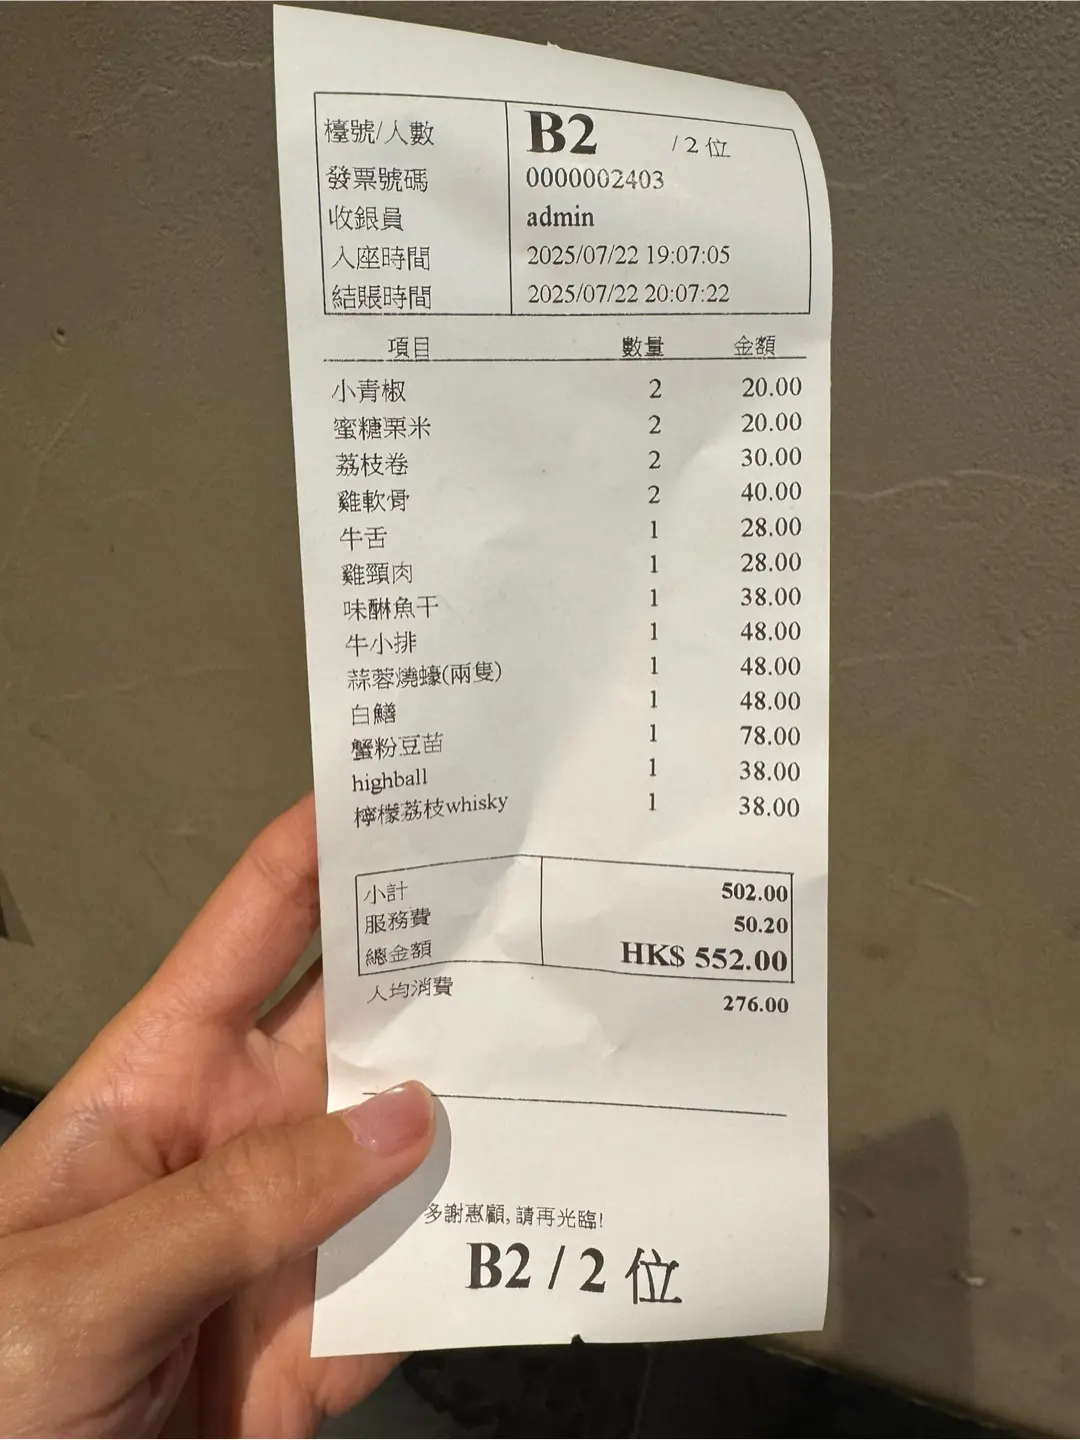 檯號/人數 B2 / 2 位
發票號碼 0000002403
收銀員 admin
入座時間 2025/07/22 19:07:05
結賬時間 2025/07/22 20:07:22
項目 數量 金額
小青椒 2 20.00
蜜糖粟米 2 20.00
荔枝卷 2 30.00
雞軟骨 2 40.00
牛舌 1 28.00
雞頸肉 1 28.00
味醂魚干 1 38.00
牛小排 1 48.00
蒜蓉燒蠔(兩隻) 1 48.00
白鱔 1 48.00
蟹粉豆苗 1 78.00
highball 1 38.00
檸檬荔枝whisky 1 38.00
小計 502.00
服務費 50.20
總金額 HK$ 552.00
人均消費 276.00
多謝惠顧, 請再光臨!
B2 / 2 位